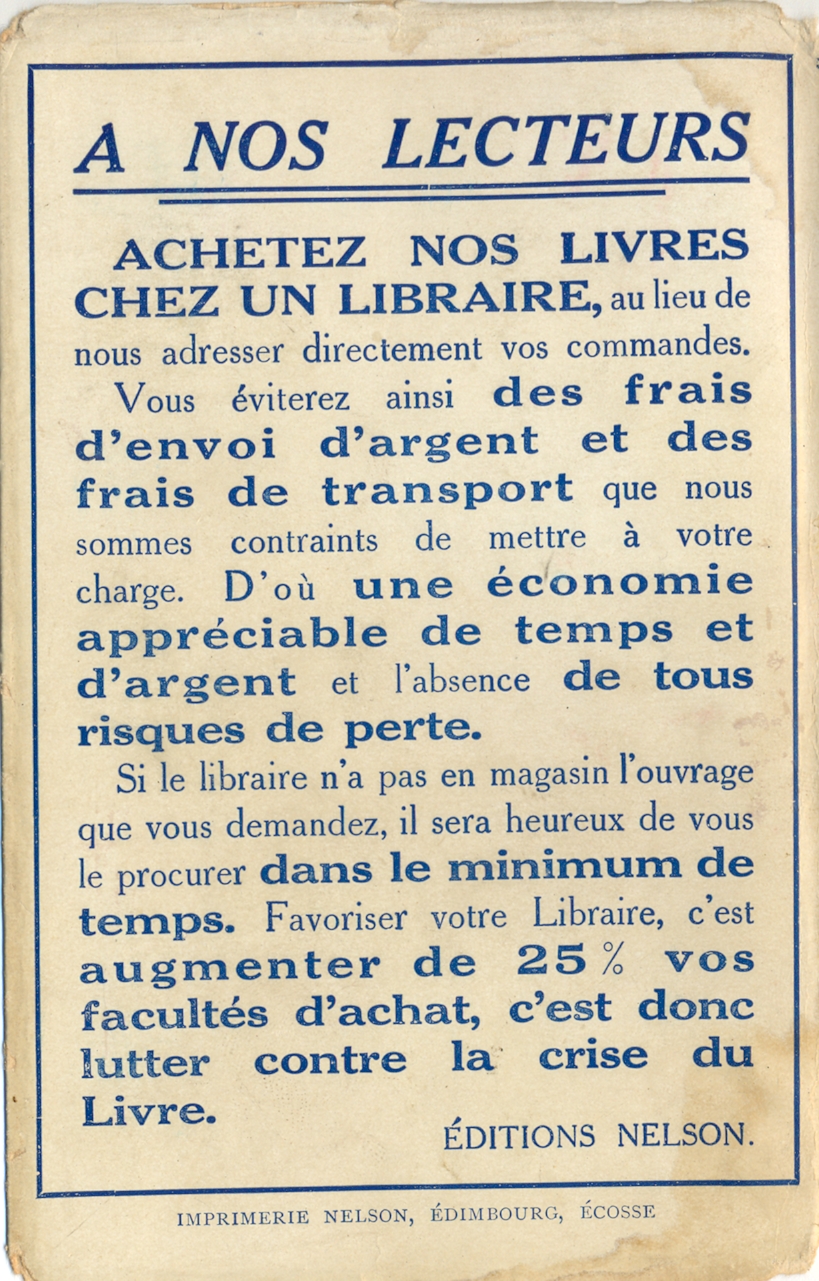 A NOS LECTEURS
ACHETEZ NOS LIVRES
CHEZ UN LIBRAIRE, au lieu de
nous adresser directement vos commandes.
Vous éviterez ainsi des frais
d'envoi d'argent et des
frais de transport que nous
sommes contraints de mettre à votre
charge. D'où une économie
appréciable de temps et
d'argent et l'absence de tous
risques de perte.
Si le libraire n'a pas en magasin l'ouvrage
que vous demandez, il sera heureux de vous
le procurer dans le minimum de
temps. Favoriser votre Libraire, c'est
augmenter de 25 % vos
facultés d'achat, c'est donc
lutter contre la crise du
Livre.
ÉDITIONS NELSON.
IMPRIMERIE NELSON, ÉDIMBOURG, ÉCOSSE